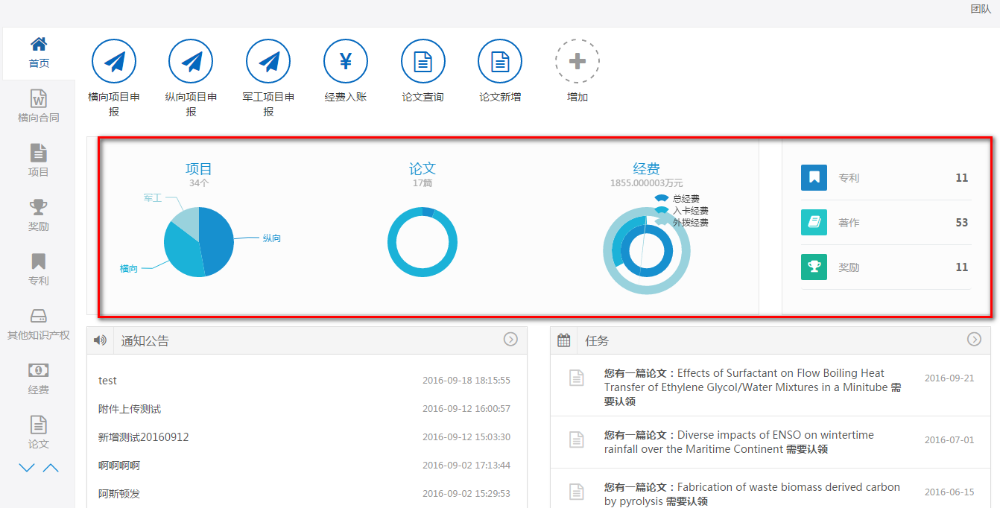 团队
首页
横向合同
项目
奖励
专利
其他知识产权
经费
论文
横向项目申
报
纵向项目申
报
军工项目申
报
¥
经费入账
论文查询
论文新增
增加
项目
34个
军工
纵向
横向
论文
17篇
经费
1855.000003万元
总经费
入卡经费
外拨经费
专利 11
著作 53
奖励 11
通知公告
test 2016-09-18 18:15:55
附件上传测试 2016-09-12 16:00:57
新增测试20160912 2016-09-12 15:03:30
啊啊啊啊 2016-09-02 17:13:44
阿斯顿发 2016-09-02 15:29:53
任务
您有一篇论文：Effects of Surfactant on Flow Boiling Heat
Transfer of Ethylene Glycol/Water Mixtures in a Minitube 需
要认领
2016-09-21
您有一篇论文：Diverse impacts of ENSO on wintertime
rainfall over the Maritime Continent 需要认领
2016-07-01
您有一篇论文：Fabrication of waste biomass derived carbon
by pyrolysis 需要认领
2016-06-15